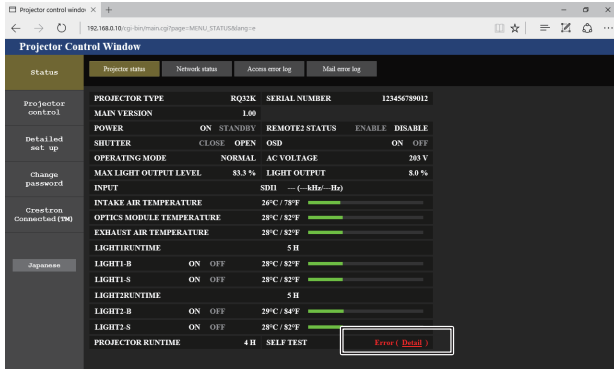 Projector control windov
192.168.0.10/cgi-bin/main.cgi?page=MENU_STATUS&lang=e
Projector Control Window
Status
Projector control
Detailed set up
Change password
Crestron Connected(TM)
Japanese
Projector status Network status Access error log Mail error log
PROJECTOR TYPE RQ32K SERIAL NUMBER 123456789012
MAIN VERSION 1.00
POWER ON STANDBY REMOTE2 STATUS ENABLE DISABLE
SHUTTER CLOSE OPEN OSD ON OFF
OPERATING MODE NORMAL AC VOLTAGE 203 V
MAX LIGHT OUTPUT LEVEL 83.3 % LIGHT OUTPUT 8.0 %
INPUT SDI1 --- (---kHz/---Hz)
INTAKE AIR TEMPERATURE 26°C / 78°F
OPTICS MODULE TEMPERATURE 28°C / 82°F
EXHAUST AIR TEMPERATURE 28°C / 82°F
LIGHT1RUNTIME 5 H
LIGHT1-B ON OFF 28°C / 82°F
LIGHT1-S ON OFF 28°C / 82°F
LIGHT2RUNTIME 5 H
LIGHT2-B ON OFF 29°C / 84°F
LIGHT2-S ON OFF 28°C / 82°F
PROJECTOR RUNTIME 4 H SELF TEST Error ( Detail )